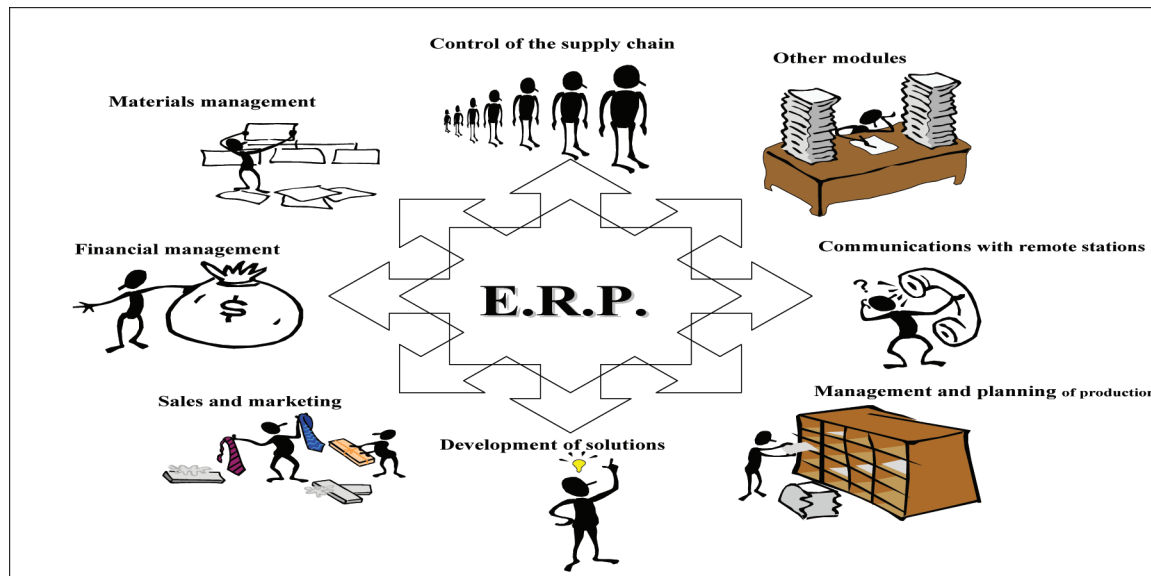 Control of the supply chain
Other modules
Materials management
Financial management
$
E.R.P.
Communications with remote stations
?
Sales and marketing
Development of solutions
Management and planning of production